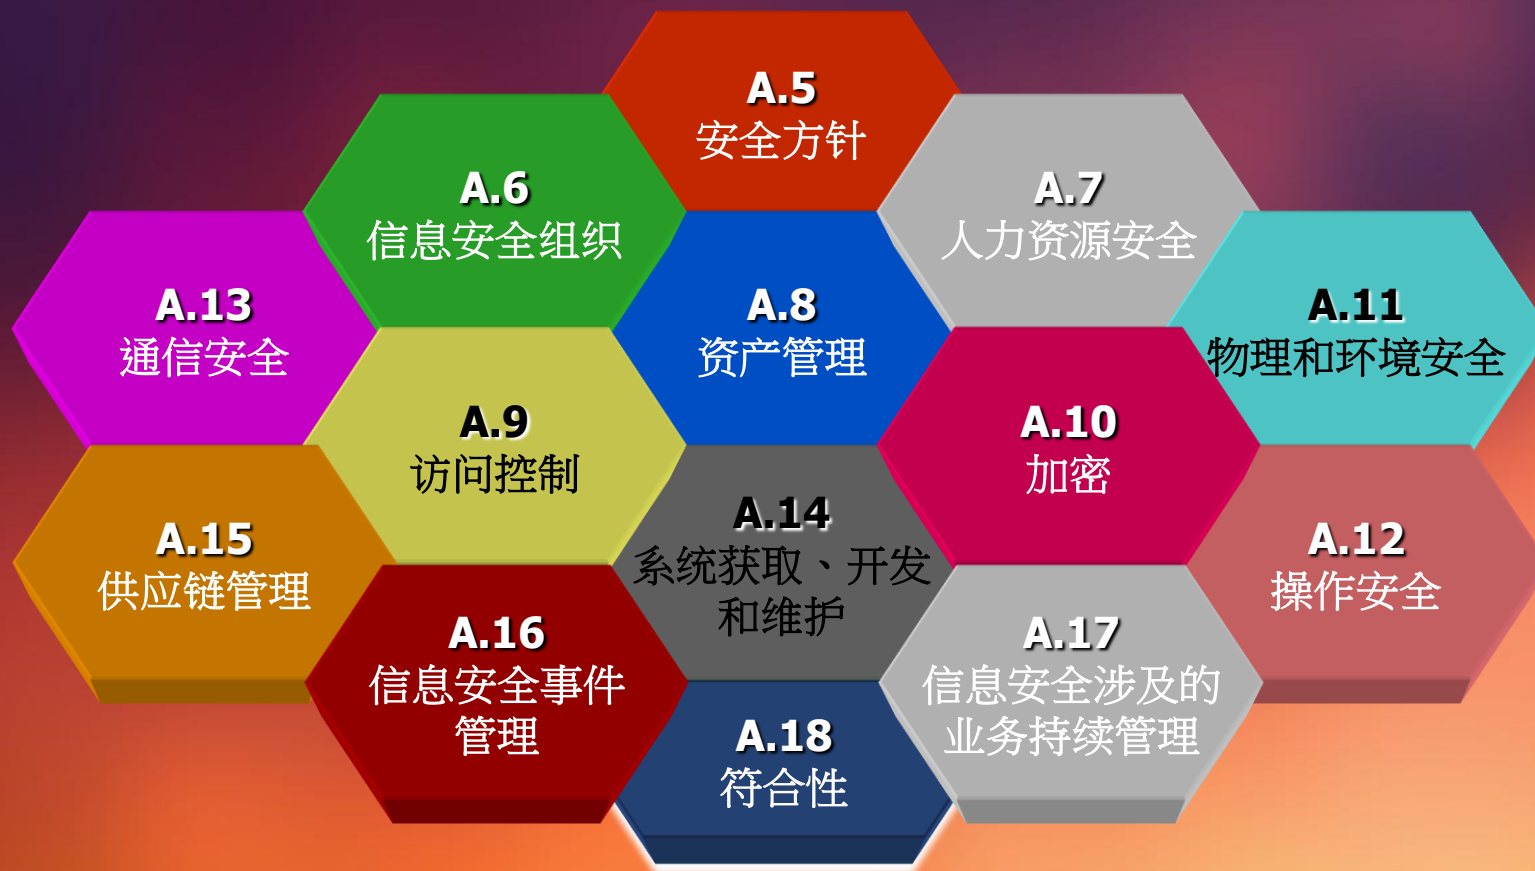 A.5
安全方针
A.6
信息安全组织
A.7
人力资源安全
A.13
通信安全
A.8
资产管理
A.11
物理和环境安全
A.9
访问控制
A.10
加密
A.15
供应链管理
A.14
系统获取、开发
和维护
A.12
操作安全
A.16
信息安全事件
管理
A.17
信息安全涉及的
业务持续管理
A.18
符合性